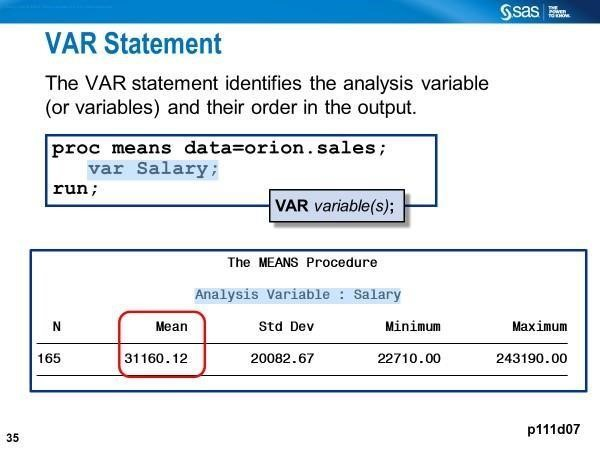 sas THE POWER TO KNOW.
VAR Statement
The VAR statement identifies the analysis variable
(or variables) and their order in the output.
proc means data=orion.sales;
var Salary;
run;
VAR variable(s);
The MEANS Procedure
Analysis Variable : Salary
N Mean Std Dev Minimum Maximum
165 31160.12 20082.67 22710.00 243190.00
35
p111d07